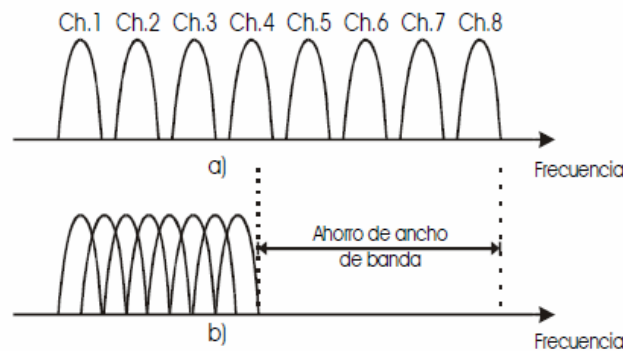 Ch.1 Ch.2 Ch.3 Ch.4 Ch.5 Ch.6 Ch.7 Ch.8
a)
Frecuencia
Ahorro de ancho
de banda
b)
Frecuencia